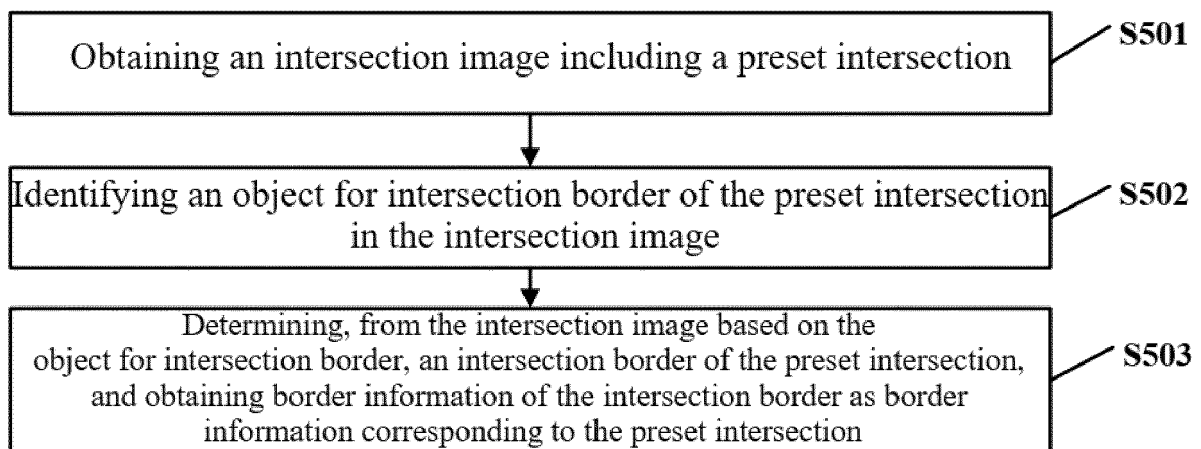 Obtaining an intersection image including a preset intersection
S501
Identifying an object for intersection border of the preset intersection
in the intersection image
S502
Determining, from the intersection image based on the
object for intersection border, an intersection border of the preset intersection,
and obtaining border information of the intersection border as border
information corresponding to the preset intersection
S503